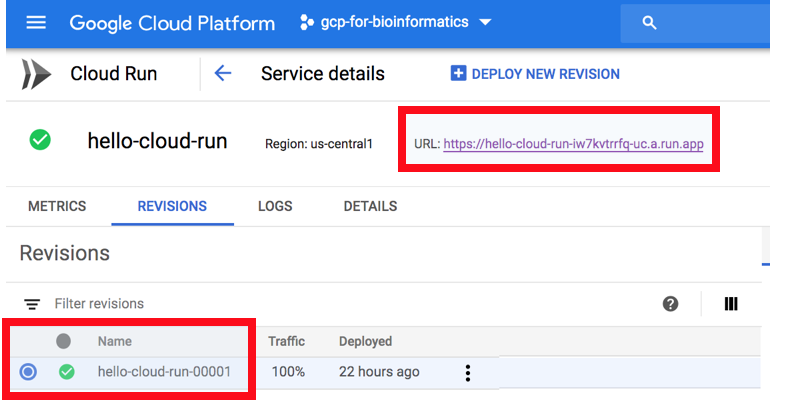 Google Cloud Platform gcp-for-bioinformatics
Cloud Run Service details DEPLOY NEW REVISION
hello-cloud-run Region: us-central1 URL: https://hello-cloud-run-iw7kvtrrfq-uc.a.run.app
METRICS REVISIONS LOGS DETAILS
Revisions
Filter revisions ?
Name Traffic Deployed
hello-cloud-run-00001 100% 22 hours ago